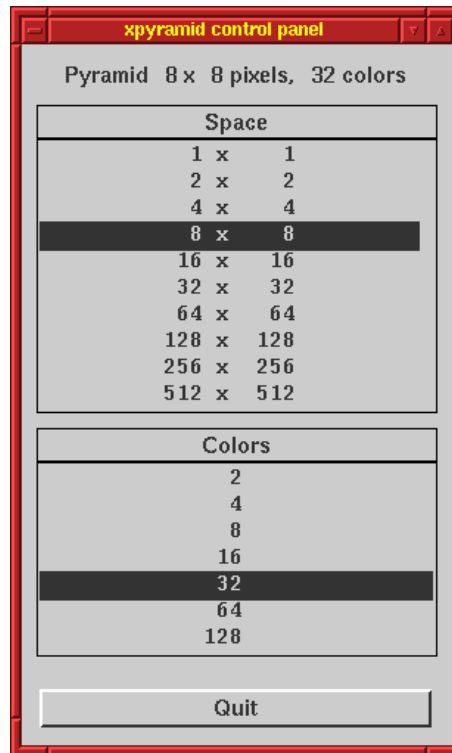 xpyramid control panel
Pyramid 8 x 8 pixels, 32 colors
Space
1 x 1
2 x 2
4 x 4
8 x 8
16 x 16
32 x 32
64 x 64
128 x 128
256 x 256
512 x 512
Colors
2
4
8
16
32
64
128
Quit